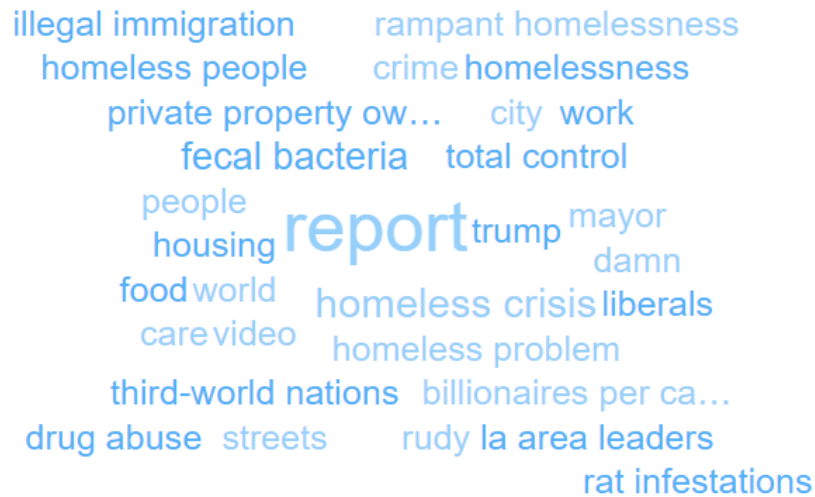 illegal immigration rampant homelessness
homeless people crime homelessness
private property ow... city work
fecal bacteria total control
people
mayor
report trump
housing
damn
food world
homeless crisis liberals
care video
homeless problem
third-world nations billionaires per ca...
drug abuse streets rudy la area leaders
rat infestations